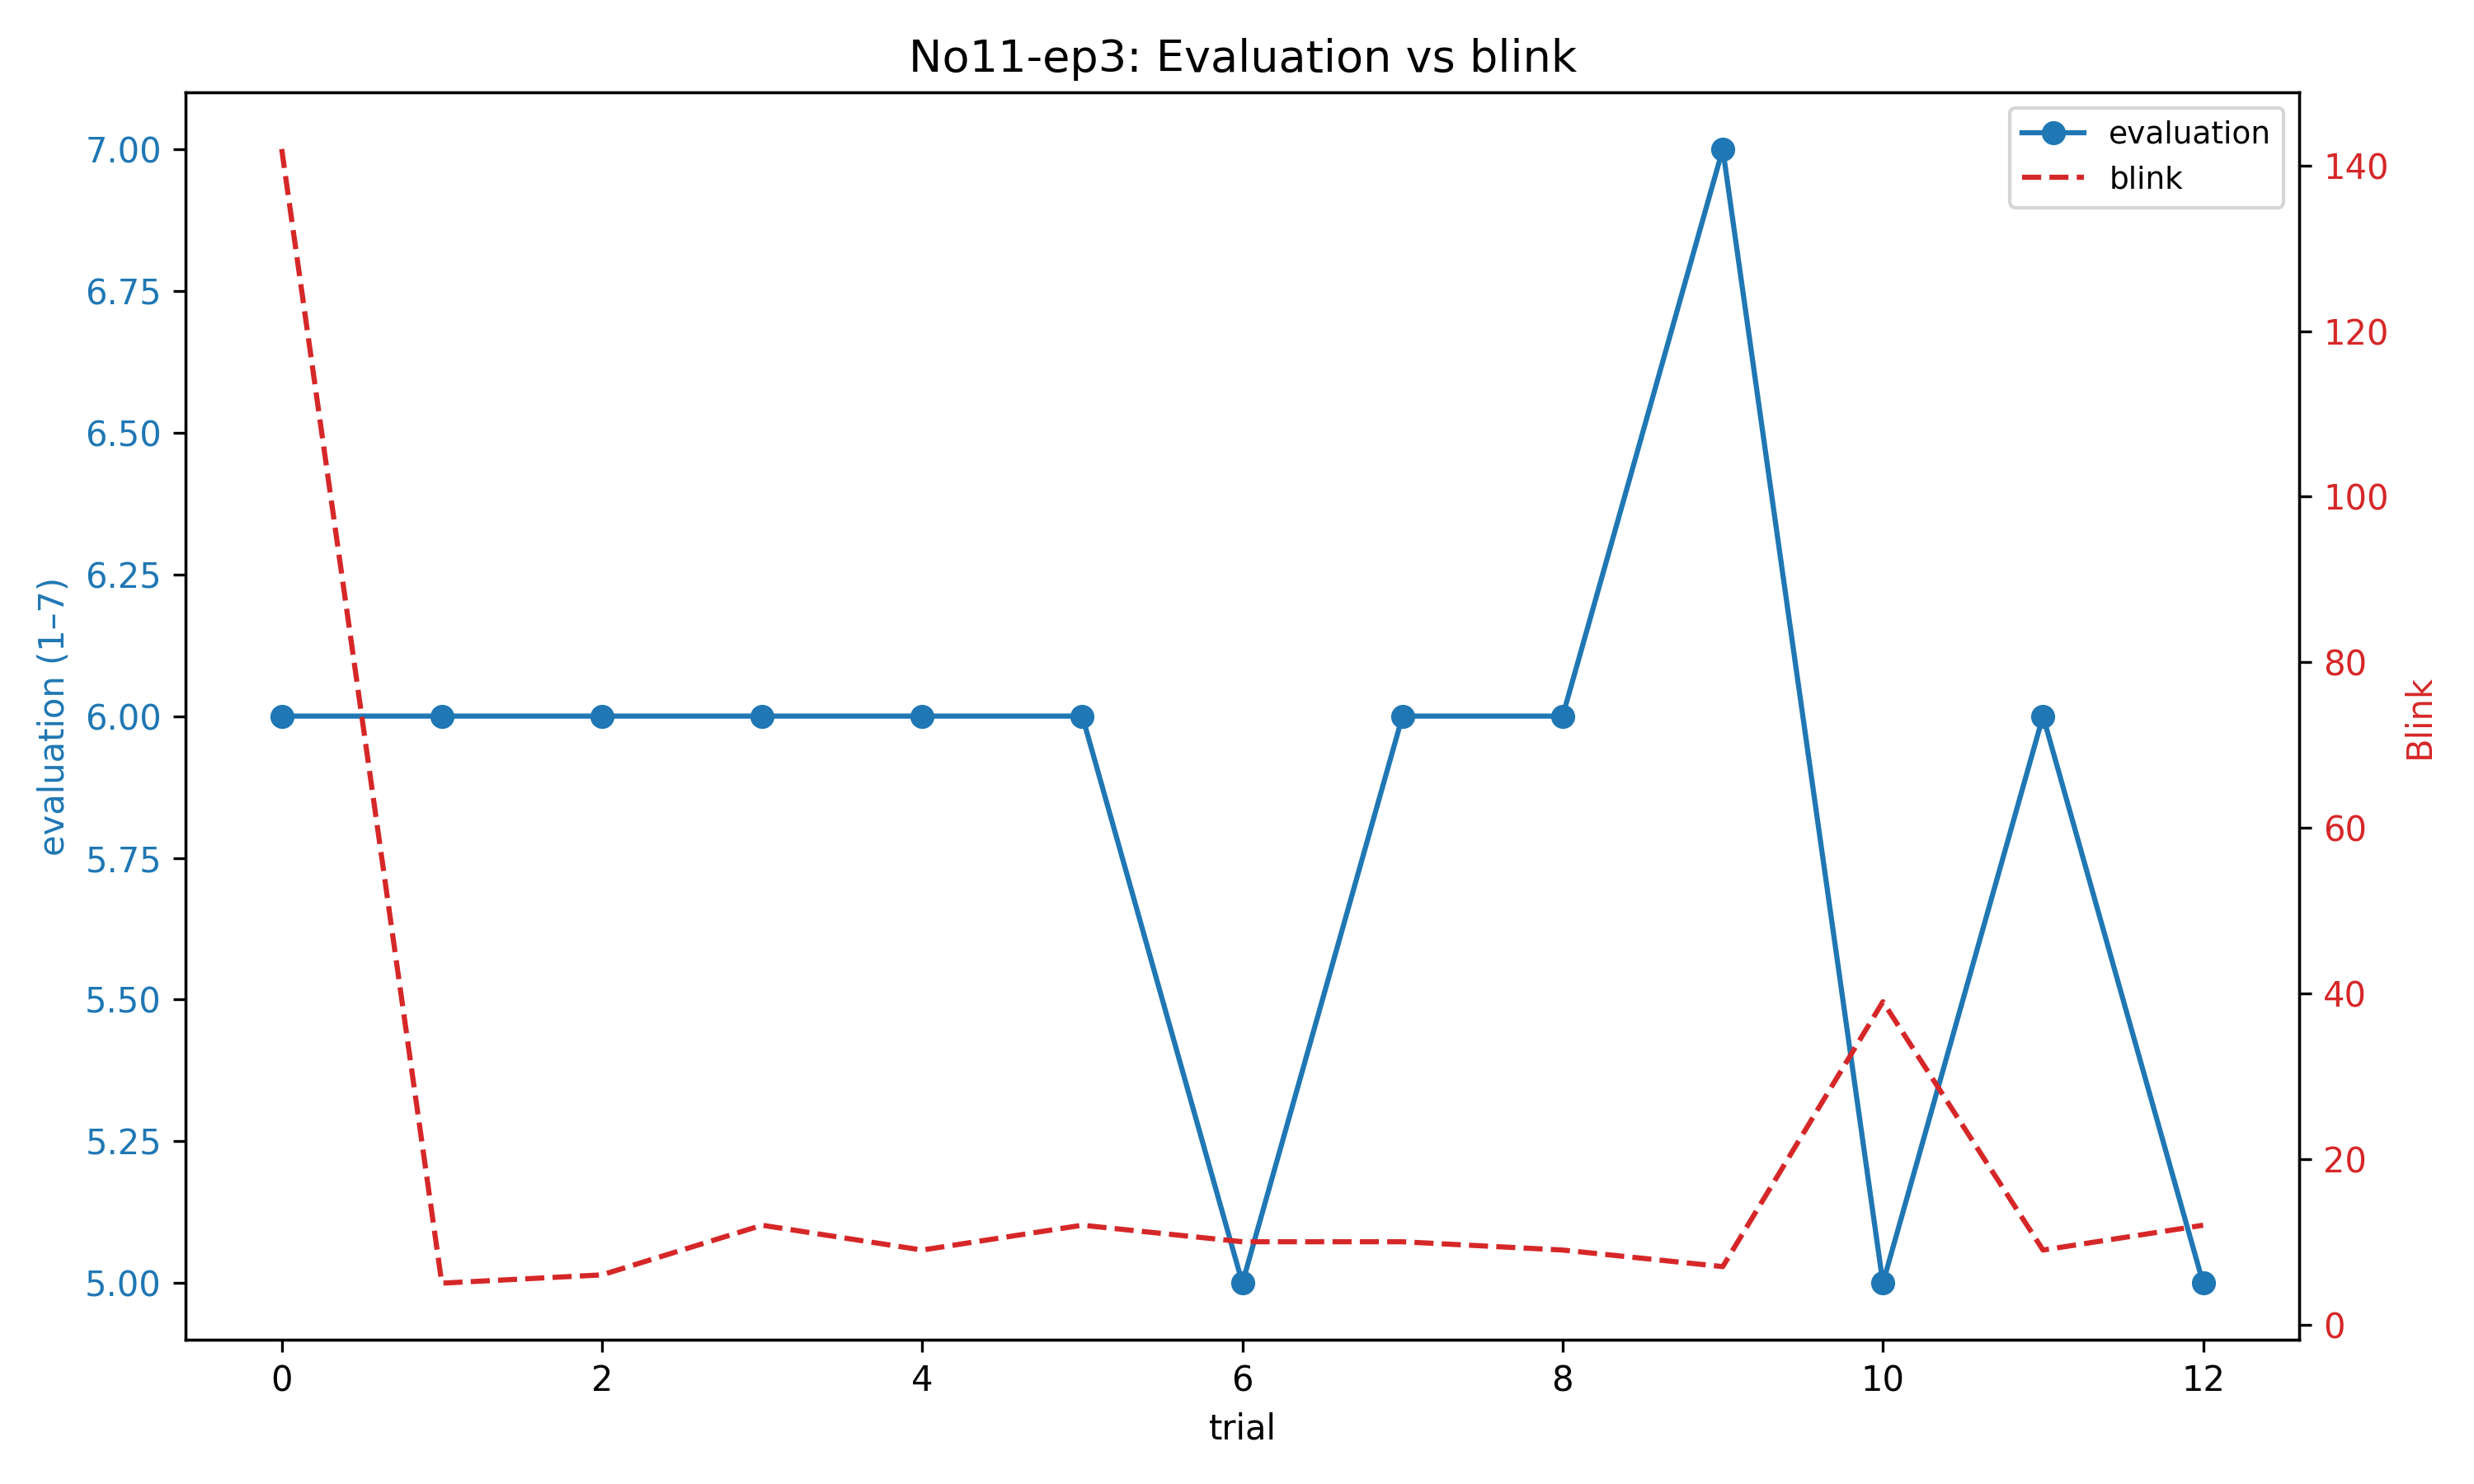 No11-ep3: Evaluation vs blink
evaluation
blink
7.00
6.75
6.50
6.25
6.00
5.75
5.50
5.25
5.00
evaluation (1–7)
140
120
100
80
60
40
20
0
Blink
0 2 4 6 8 10 12
trial